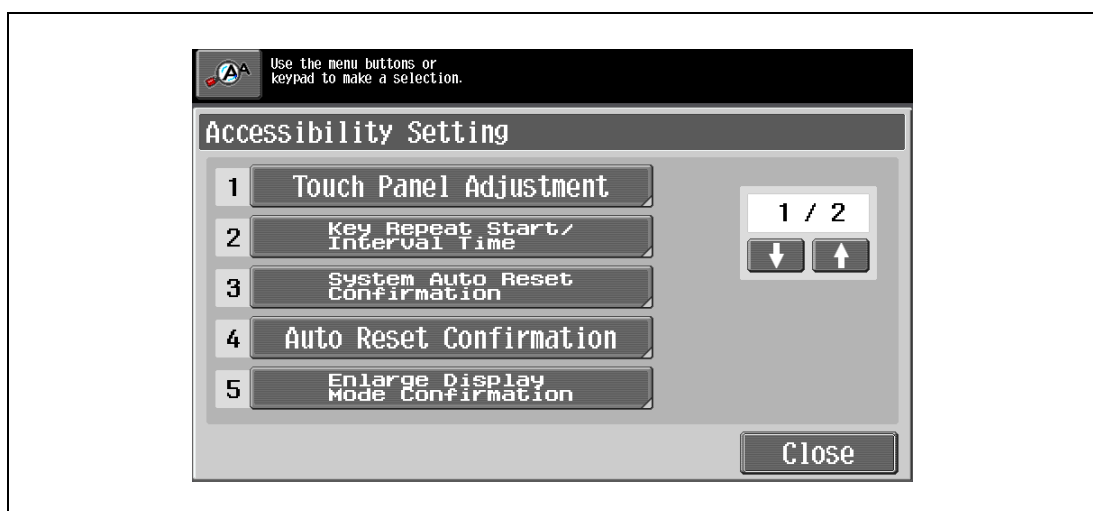 A A
Use the menu buttons or
keypad to make a selection.
Accessibility Setting
1 Touch Panel Adjustment
2 Key Repeat Start/
Interval Time
3 System Auto Reset
Confirmation
4 Auto Reset Confirmation
5 Enlarge Display
Mode Confirmation
1 / 2
Close